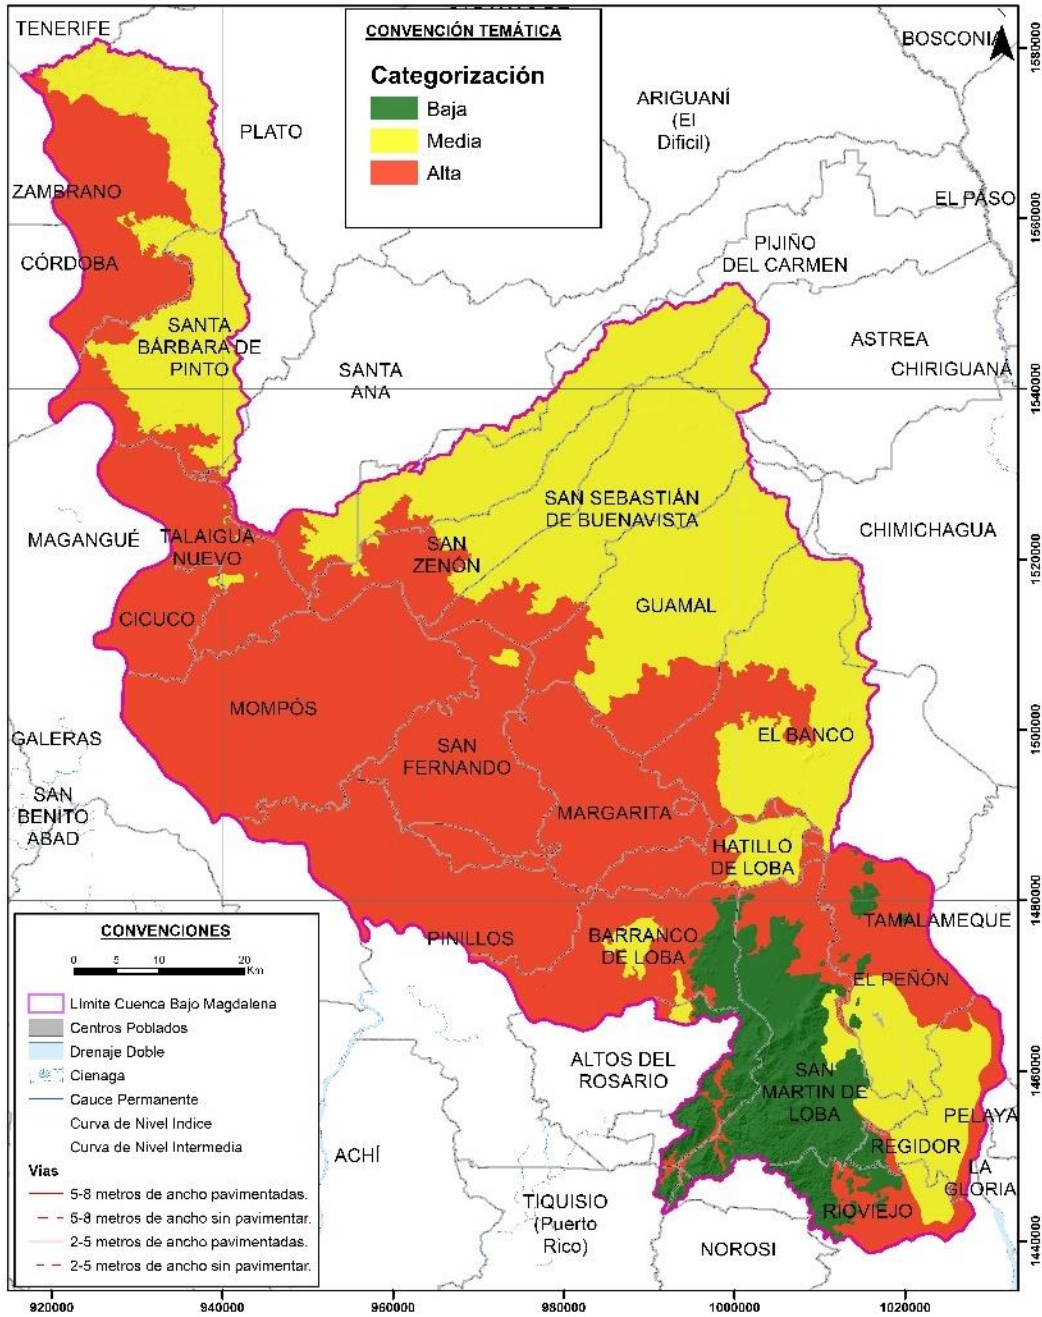 TENERIFE
BOSCONIA
PLATO
ARIGUANÍ
(El
Dificil)
ZAMBRANO
EL PASO
CÓRDOBA
PIJIÑO
DEL CARMEN
SANTA
BÁRBARA DE
PINTO
SANTA
ANA
ASTREA
CHIRIGUANÁ
CONVENCIÓN TEMÁTICA
Categorización
Baja
Media
Alta
MAGANGUÉ
TALAIGUA
NUEVO
SAN
ZENÓN
SAN SEBASTIÁN
DE BUENAVISTA
CHIMICHAGUA
CICUCO
GUAMAL
MOMPÓS
GALERAS
SAN
FERNANDO
EL BANCO
SAN
BENITO
ABAD
MARGARITA
HATILLO
DE LOBA
TAMALAMEQUE
PINILLOS
BARRANCO
DE LOBA
EL PEÑÓN
ALTOS DEL
ROSARIO
SAN
MARTIN DE
LOBA
PELAYA
REGIDOR
LA
GLORIA
ACHÍ
TIQUISIO
(Puerto
Rico)
RIOVIEJO
NOROSI
CONVENCIONES
0 5 10 20
Km
Límite Cuenca Bajo Magdalena
Centros Poblados
Drenaje Doble
Cienaga
Cauce Permanente
Curva de Nivel Indice
Curva de Nivel Intermedia
Vias
5-8 metros de ancho pavimentadas.
5-8 metros de ancho sin pavimentar.
2-5 metros de ancho pavimentadas.
2-5 metros de ancho sin pavimentar.
1580000
1560000
1540000
1520000
1500000
1480000
1460000
1440000
920000 940000 960000 980000 1000000 1020000